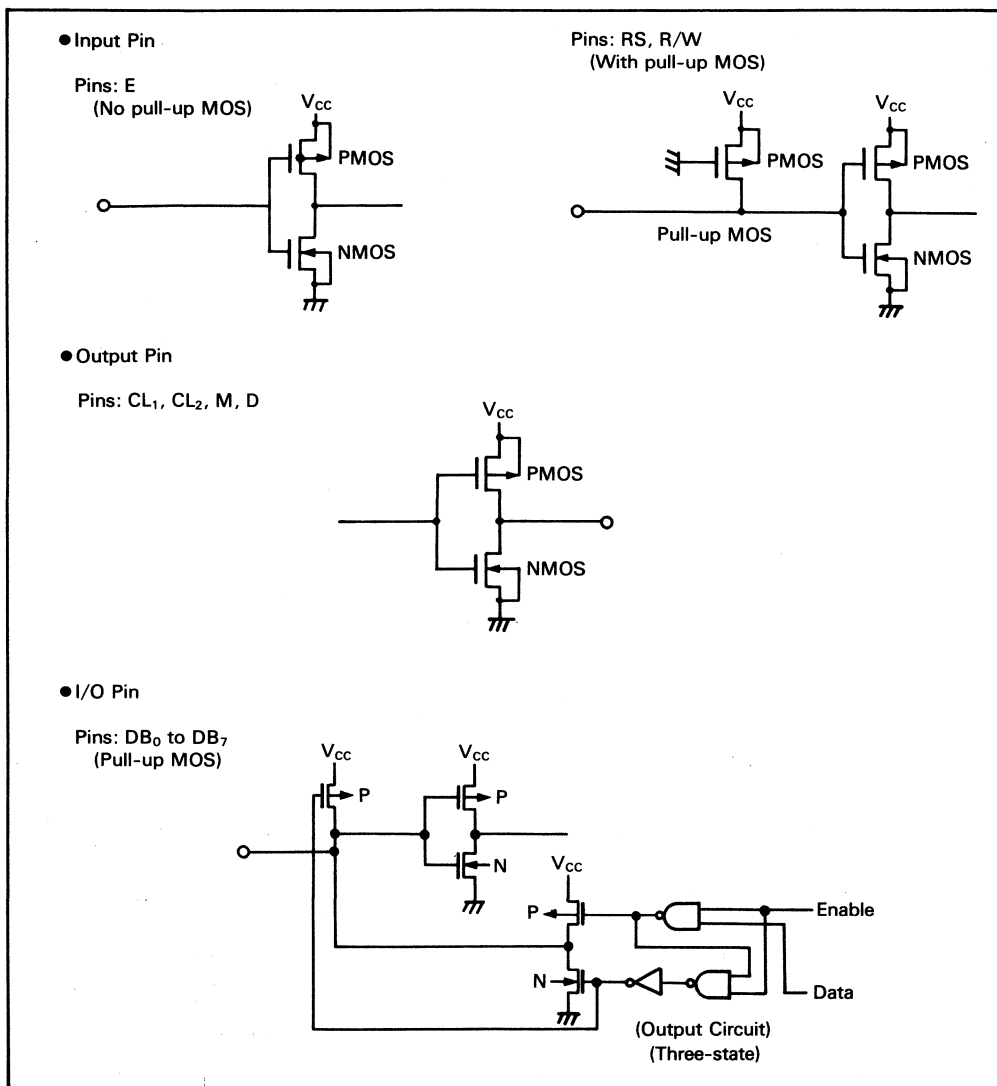 ●Input Pin
Pins: E
(No pull-up MOS)
VCC
PMOS
NMOS
Pins: RS, R/W
(With pull-up MOS)
VCC
PMOS
Pull-up MOS
VCC
PMOS
NMOS
●Output Pin
Pins: CL₁, CL₂, M, D
VCC
PMOS
NMOS
●I/O Pin
Pins: DB₀ to DB₇
(Pull-up MOS)
VCC
P
VCC
P
N
VCC
P
N
Enable
Data
(Output Circuit)
(Three-state)